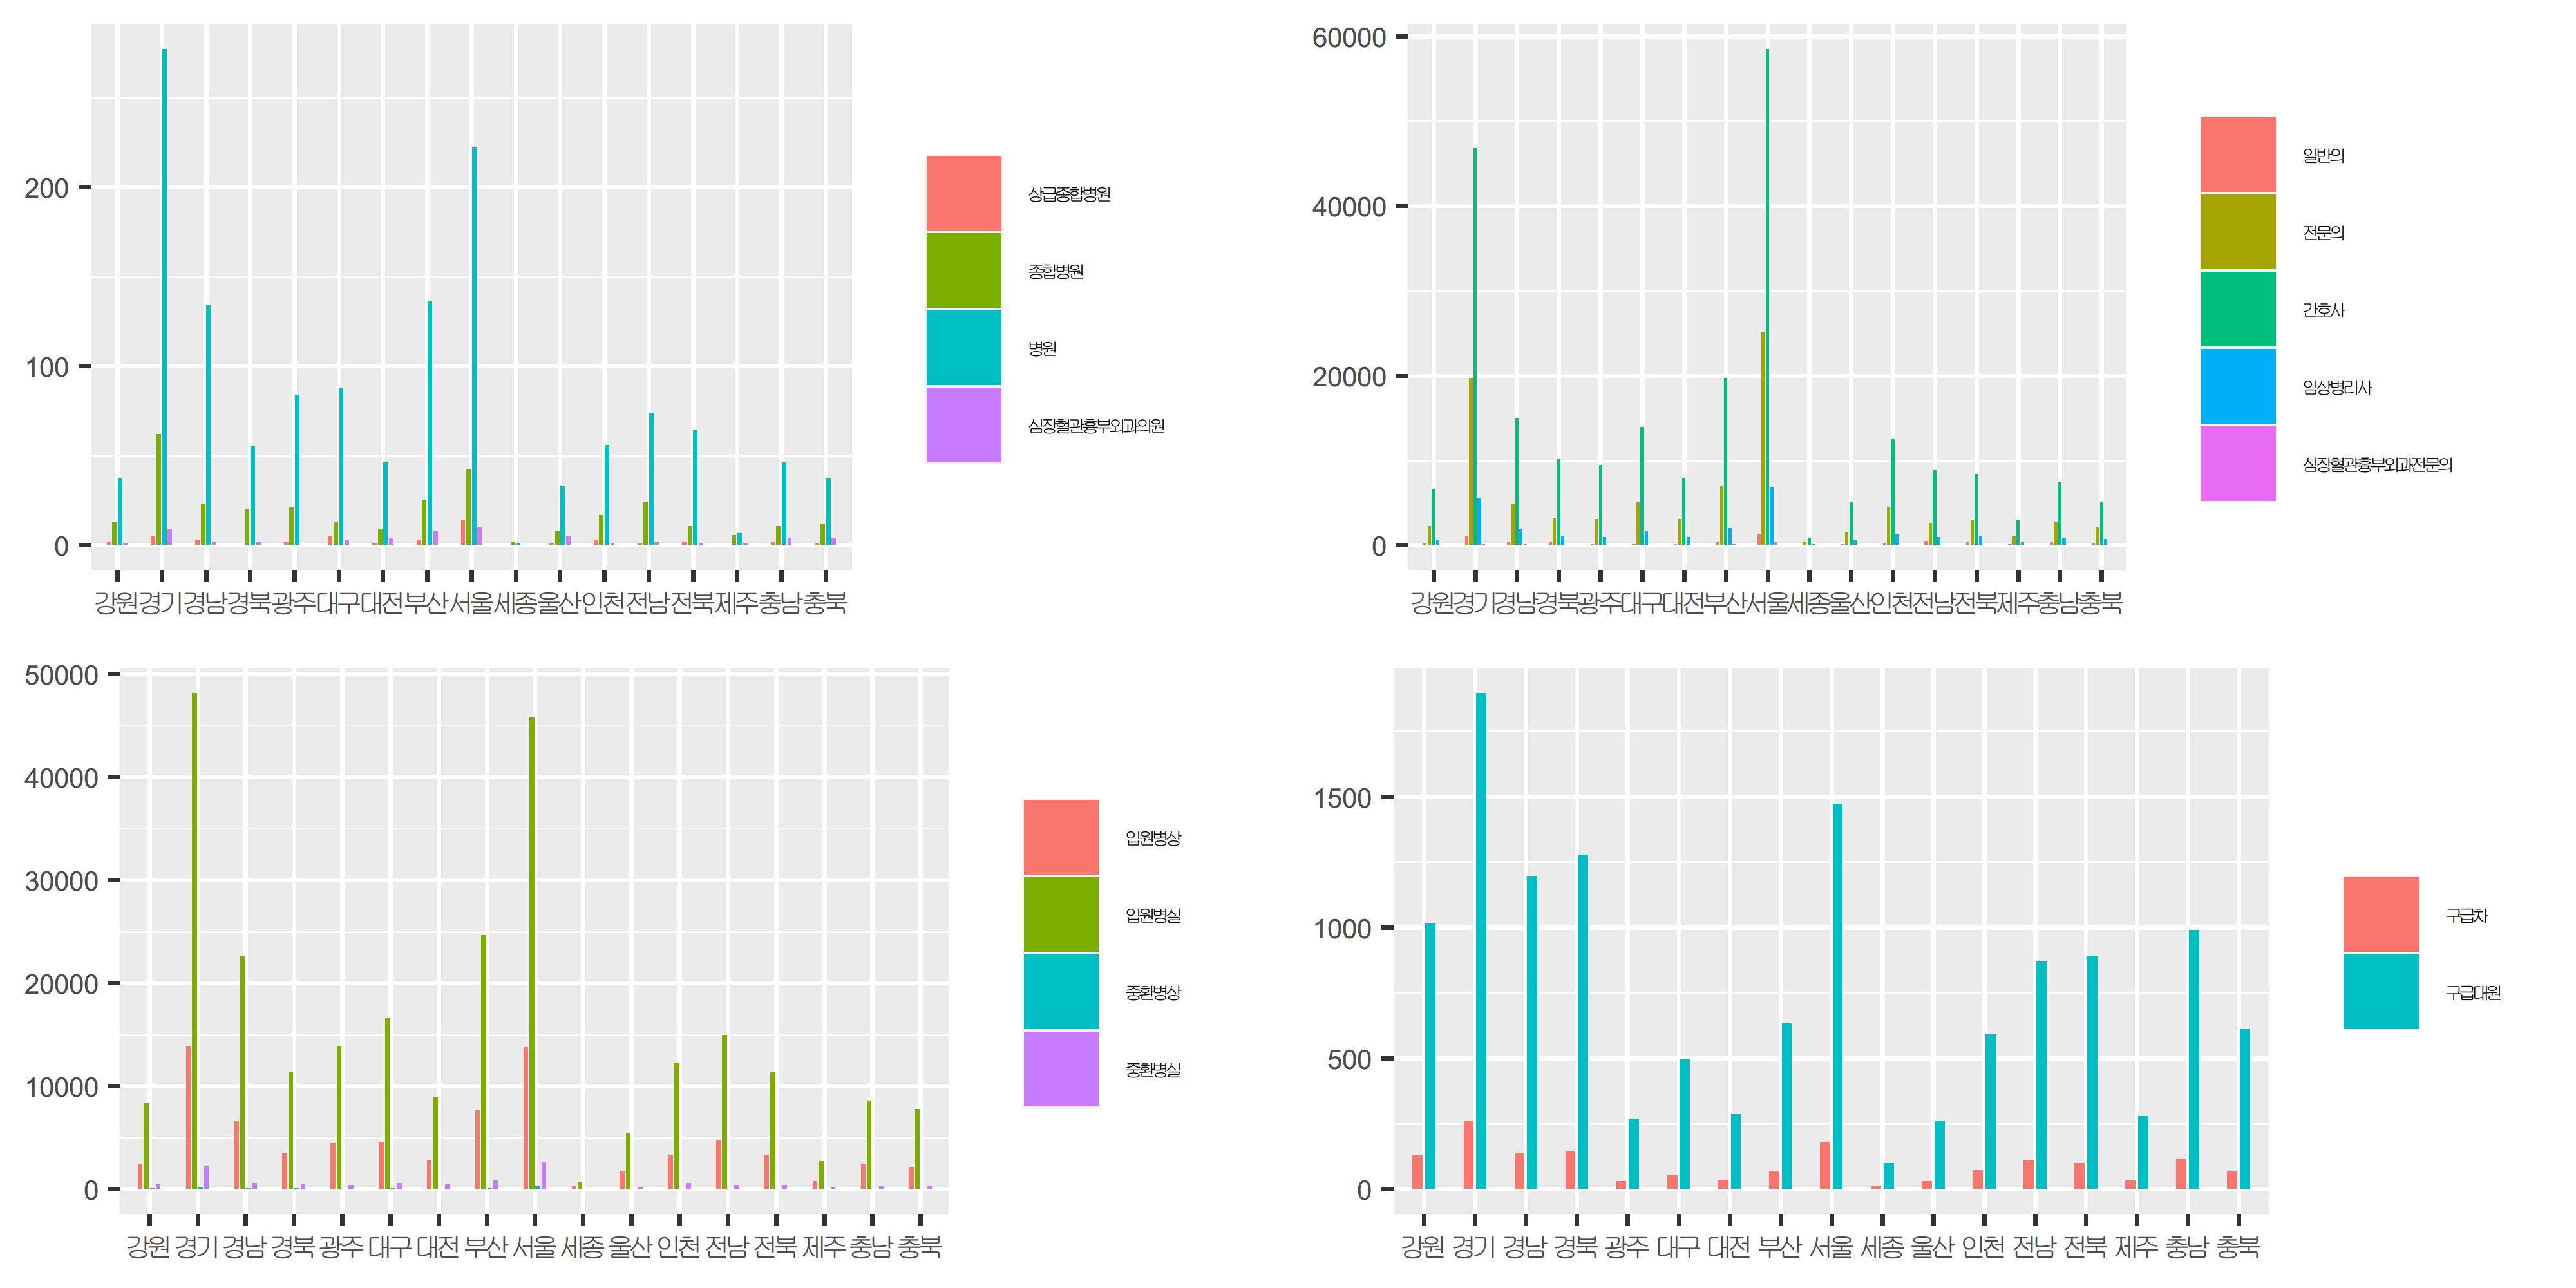 200
100
0
강원 경기 경남 경북 광주 대구 대전 부산 서울 세종 울산 인천 전남 전북 제주 충남 충북
상급종합병원
종합병원
병원
심장혈관흉부외과의원
60000
40000
20000
0
강원 경기 경남 경북 광주 대구 대전 부산 서울 세종 울산 인천 전남 전북 제주 충남 충북
일반의
전문의
간호사
임상병리사
심장혈관흉부외과전문의
50000
40000
30000
20000
10000
0
강원 경기 경남 경북 광주 대구 대전 부산 서울 세종 울산 인천 전남 전북 제주 충남 충북
입원병상
입원병실
중환병상
중환병실
1500
1000
500
0
강원 경기 경남 경북 광주 대구 대전 부산 서울 세종 울산 인천 전남 전북 제주 충남 충북
구급차
구급대원